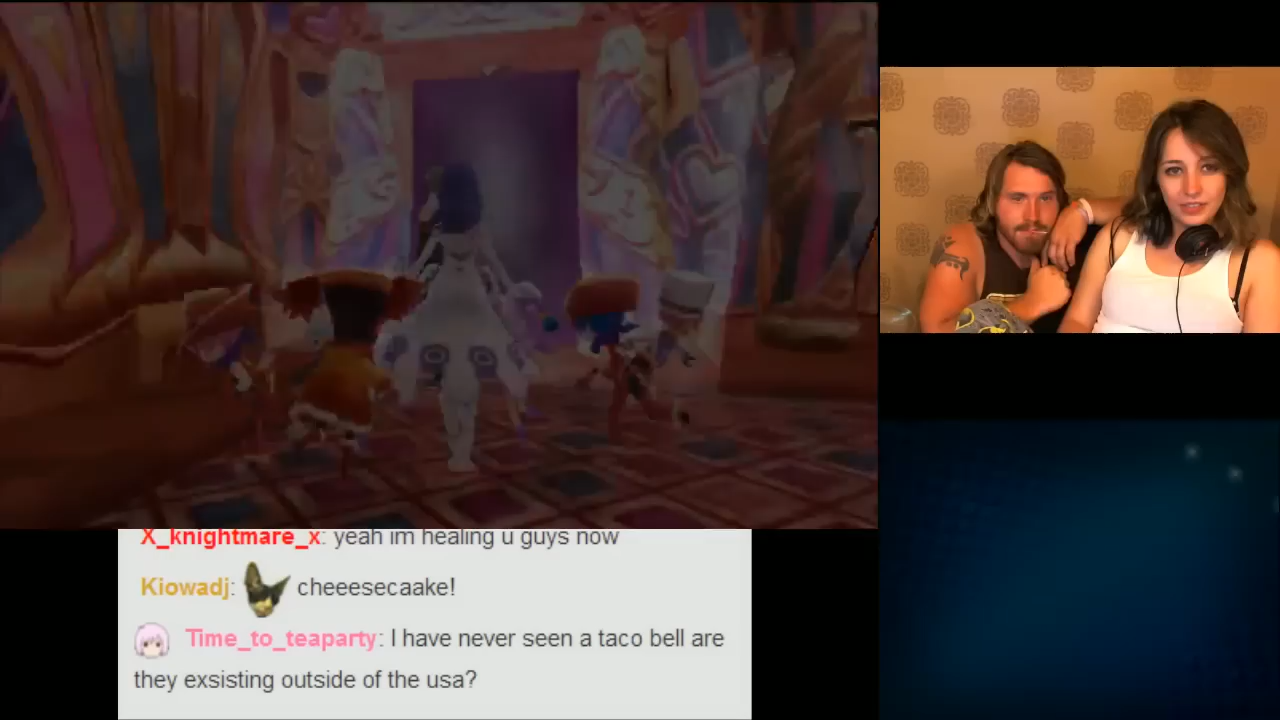 X_knightmare_x: yeah im healing u guys now
Kiowadj: cheeesecaake!
Time_to_teaparty: I have never seen a taco bell are
they exsisting outside of the usa?